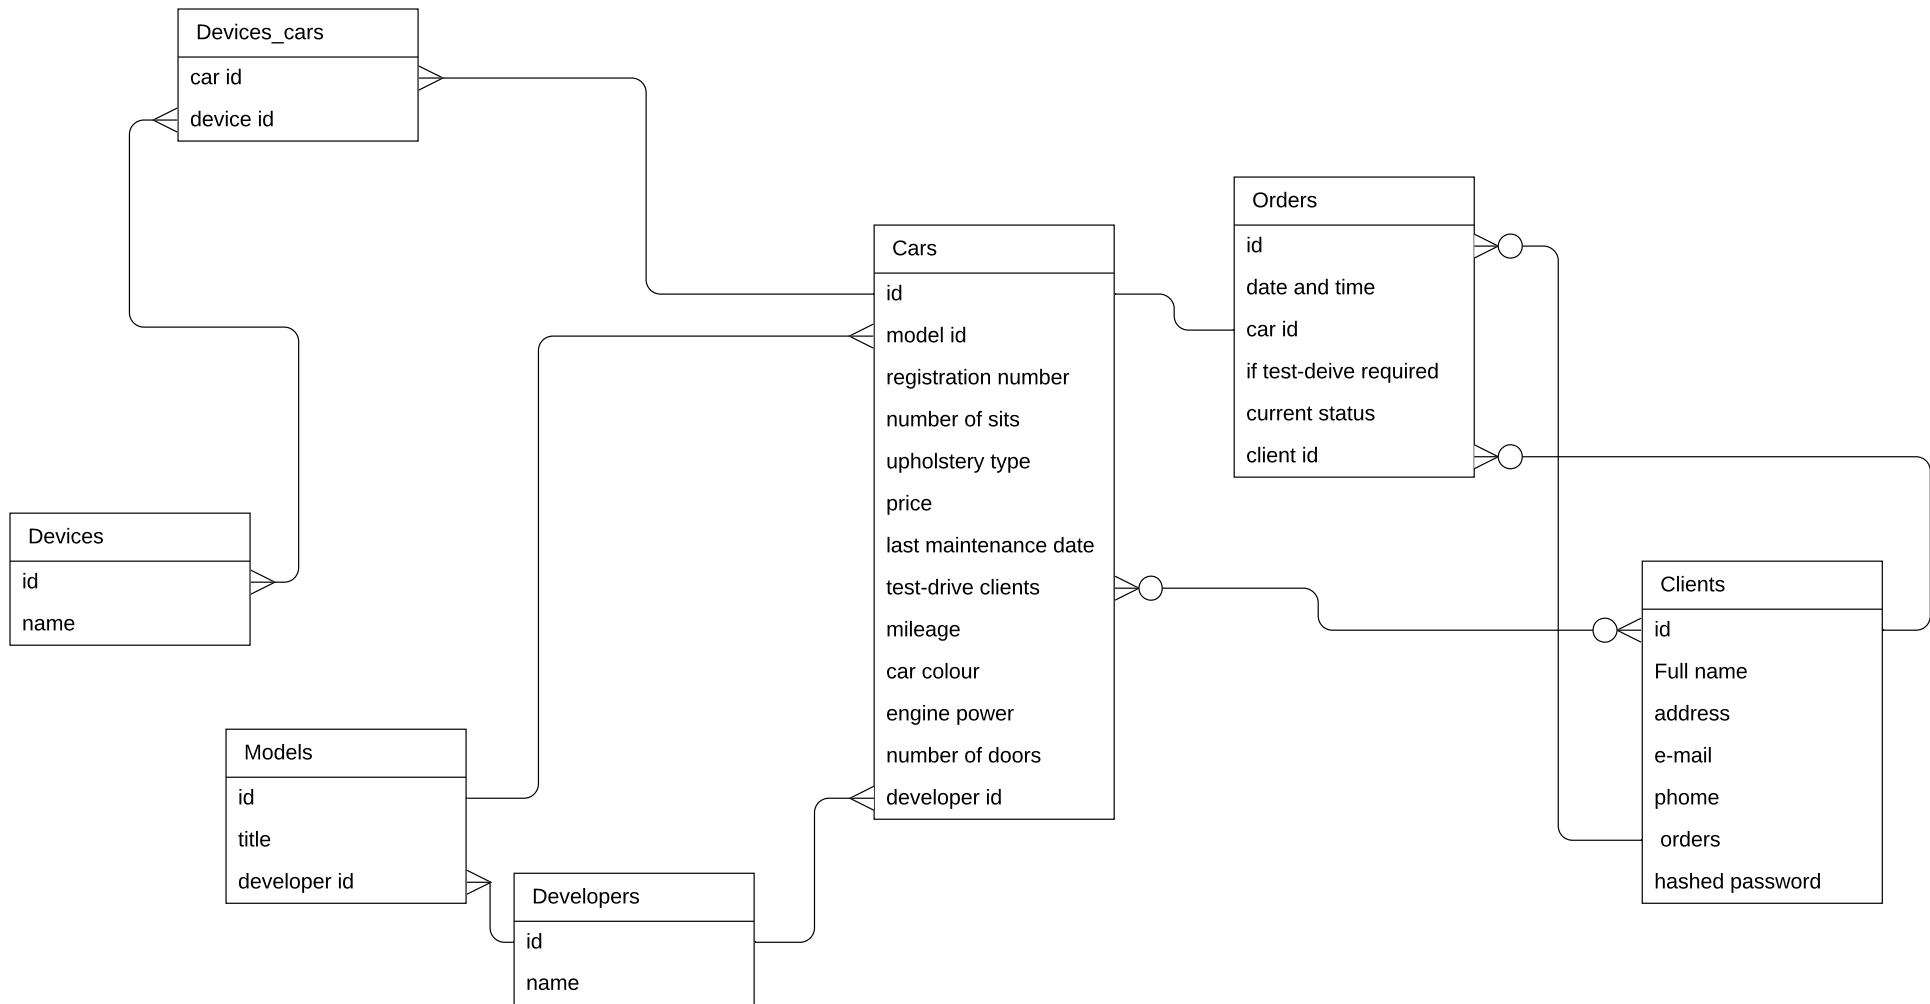 Devices_cars
car id
device id
Orders
id
date and time
car id
if test-deive required
current status
client id
Cars
id
model id
registration number
number of sits
upholstery type
price
last maintenance date
test-drive clients
mileage
car colour
engine power
number of doors
developer id
Devices
id
name
Clients
id
Full name
address
e-mail
phome
orders
hashed password
Models
id
title
developer id
Developers
id
name